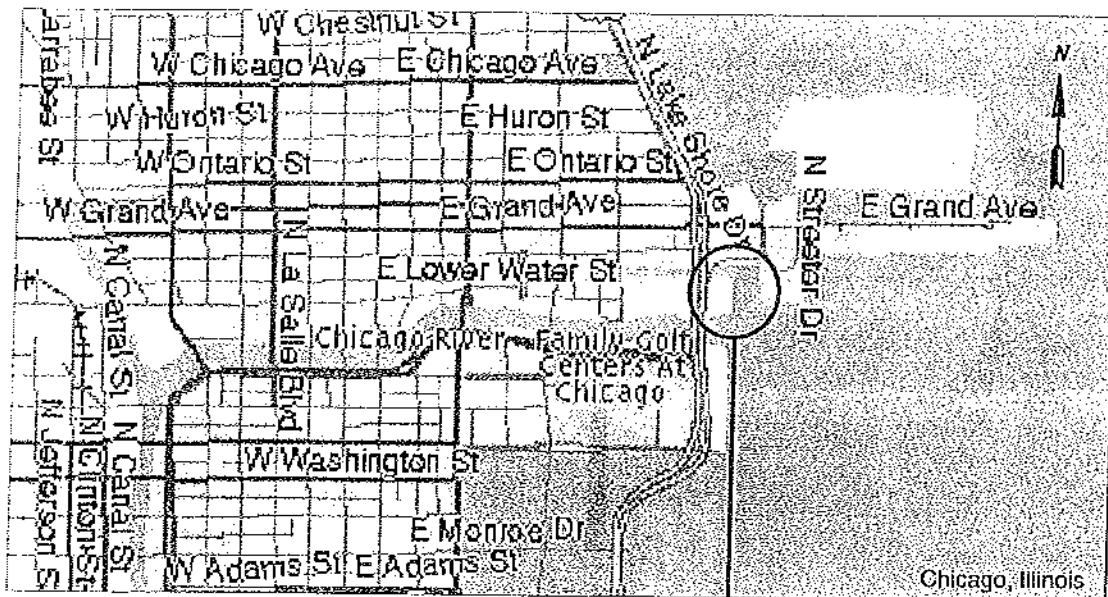 W Chestnut St
W Chicago Ave
E Chicago Ave
N Lake Shore Dr
N
arrabee St
W Huron St
E Huron St
W Ontario St
E Ontario St
W Grand Ave
E Grand Ave
N Streeter Dr
E Grand Ave
N Canal St
N La Salle Blvd
E Lower Water St
Chicago River
Family Golf
Centers At
Chicago
N Jefferson S
N Clinton St
N Canal St
W Washington St
E Monroe Dr
W Adams St
E Adams St
Chicago, Illinois